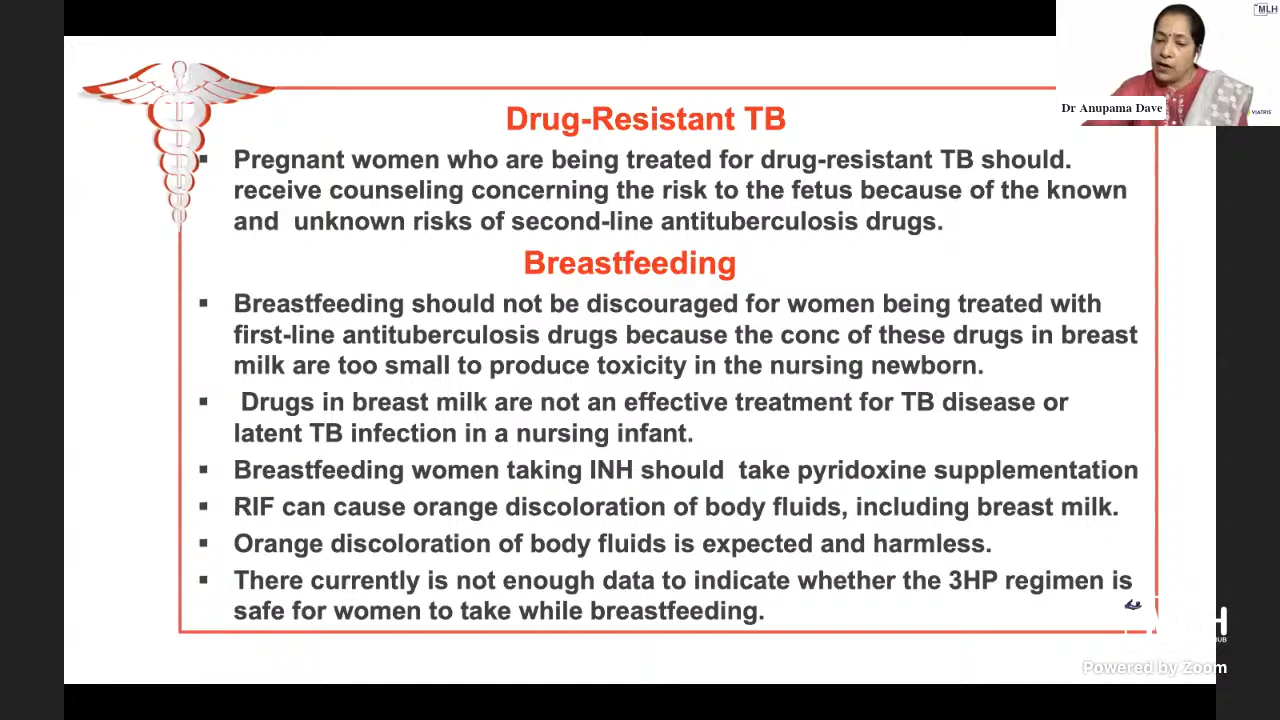 MLH
Dr Anupama Dave
VIATRIS
Drug-Resistant TB
▪ Pregnant women who are being treated for drug-resistant TB should.
receive counseling concerning the risk to the fetus because of the known
and unknown risks of second-line antituberculosis drugs.
Breastfeeding
▪ Breastfeeding should not be discouraged for women being treated with
first-line antituberculosis drugs because the conc of these drugs in breast
milk are too small to produce toxicity in the nursing newborn.
▪ Drugs in breast milk are not an effective treatment for TB disease or
latent TB infection in a nursing infant.
▪ Breastfeeding women taking INH should take pyridoxine supplementation
▪ RIF can cause orange discoloration of body fluids, including breast milk.
▪ Orange discoloration of body fluids is expected and harmless.
▪ There currently is not enough data to indicate whether the 3HP regimen is
safe for women to take while breastfeeding.
Powered by Zoom